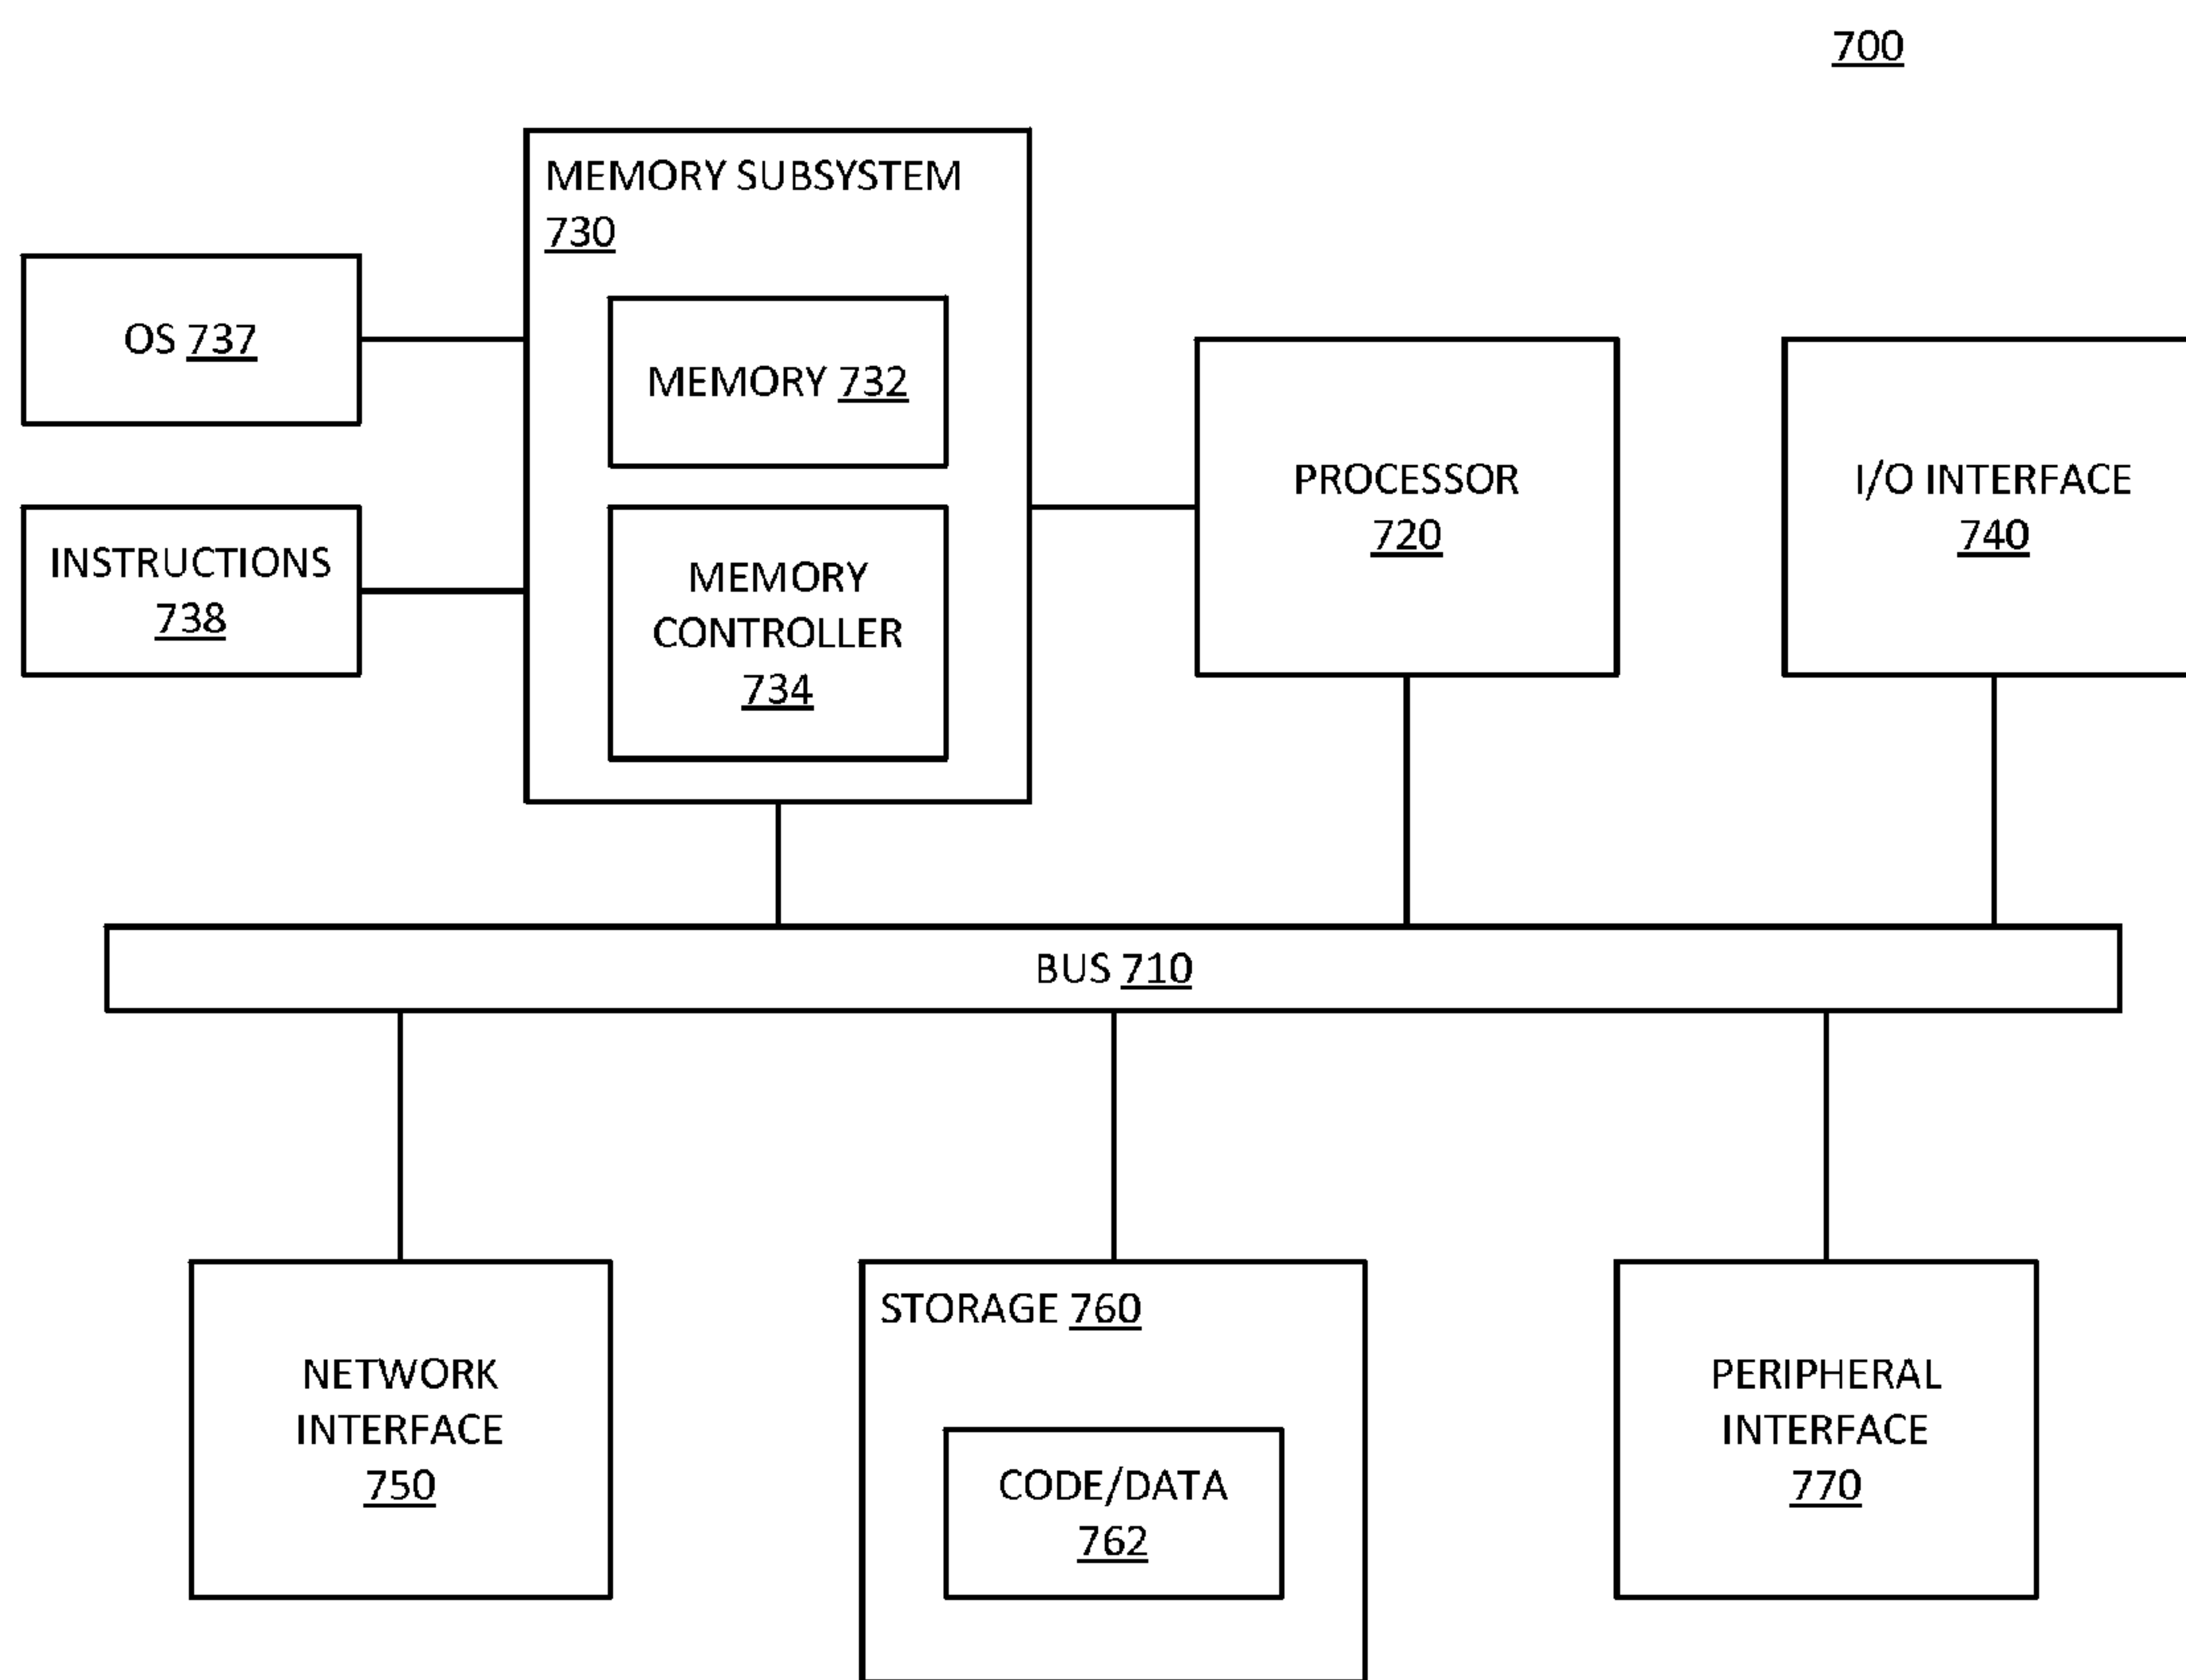 700
MEMORY SUBSYSTEM
730
OS 737
MEMORY 732
PROCESSOR
720
I/O INTERFACE
740
INSTRUCTIONS
738
MEMORY
CONTROLLER
734
BUS 710
NETWORK
INTERFACE
750
STORAGE 760
CODE/DATA
762
PERIPHERAL
INTERFACE
770